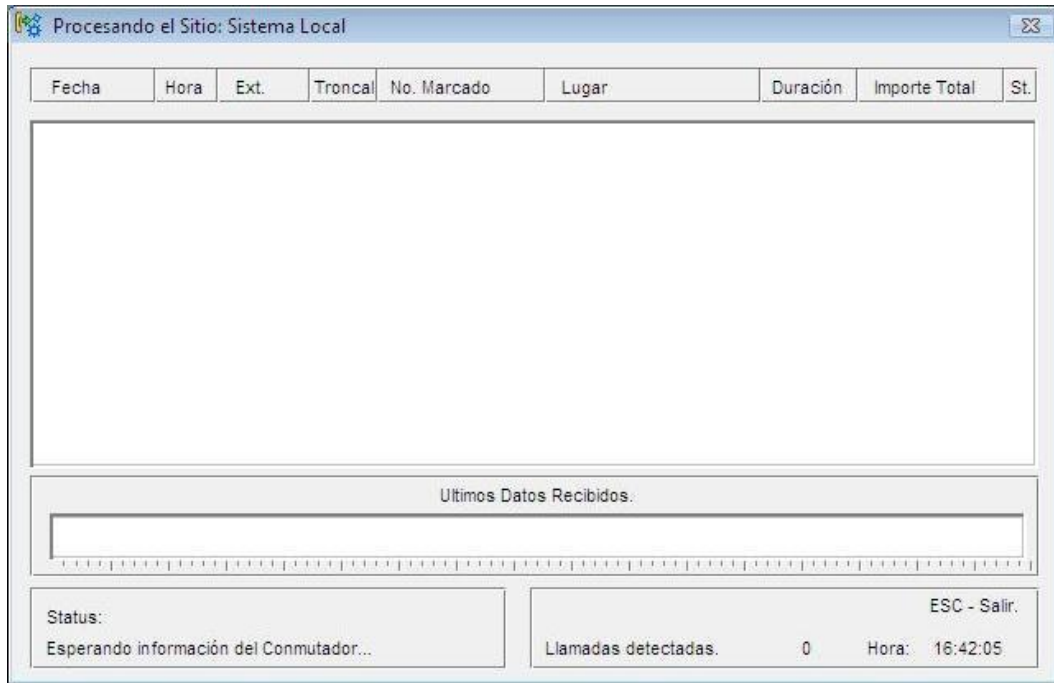 Procesando el Sitio: Sistema Local
Fecha Hora Ext. Troncal No. Marcado Lugar Duración Importe Total St.
Ultimos Datos Recibidos.
Status:
Esperando información del Conmutador...
ESC - Salir.
Llamadas detectadas. 0 Hora: 16:42:05